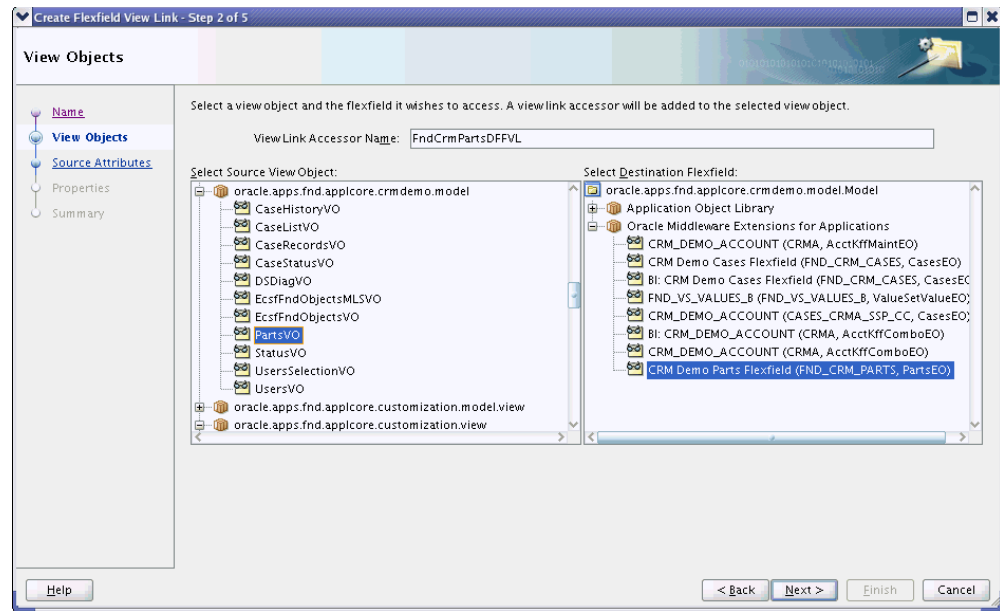 Create Flexfield View Link - Step 2 of 5
View Objects
Name
View Objects
Source Attributes
Properties
Summary
Select a view object and the flexfield it wishes to access. A view link accessor will be added to the selected view object.
View Link Accessor Name: FndCrmPartsDFFVL
Select Source View Object:
oracle.apps.fnd.applcore.crmdemo.model
CaseHistoryVO
CaseListVO
CaseRecordsVO
CaseStatusVO
DSDiagVO
EcsfFndObjectsMLSVO
EcsfFndObjectsVO
PartsVO
StatusVO
UsersSelectionVO
UsersVO
oracle.apps.fnd.applcore.customization.model.view
oracle.apps.fnd.applcore.customization.view
Select Destination Flexfield:
oracle.apps.fnd.applcore.crmdemo.model.Model
Application Object Library
Oracle Middleware Extensions for Applications
CRM_DEMO_ACCOUNT (CRMA, AcctKffMaintEO)
CRM Demo Cases Flexfield (FND_CRM_CASES, CasesEO)
BI: CRM Demo Cases Flexfield (FND_CRM_CASES, CasesEC
FND_VS_VALUES_B (FND_VS_VALUES_B, ValueSetValueEO)
CRM_DEMO_ACCOUNT (CASES_CRMA_SSP_CC, CasesEO)
BI: CRM_DEMO_ACCOUNT (CRMA, AcctKffComboEO)
CRM_DEMO_ACCOUNT (CRMA, AcctKffComboEO)
CRM Demo Parts Flexfield (FND_CRM_PARTS, PartsEO)
Help
< Back
Next >
Finish
Cancel